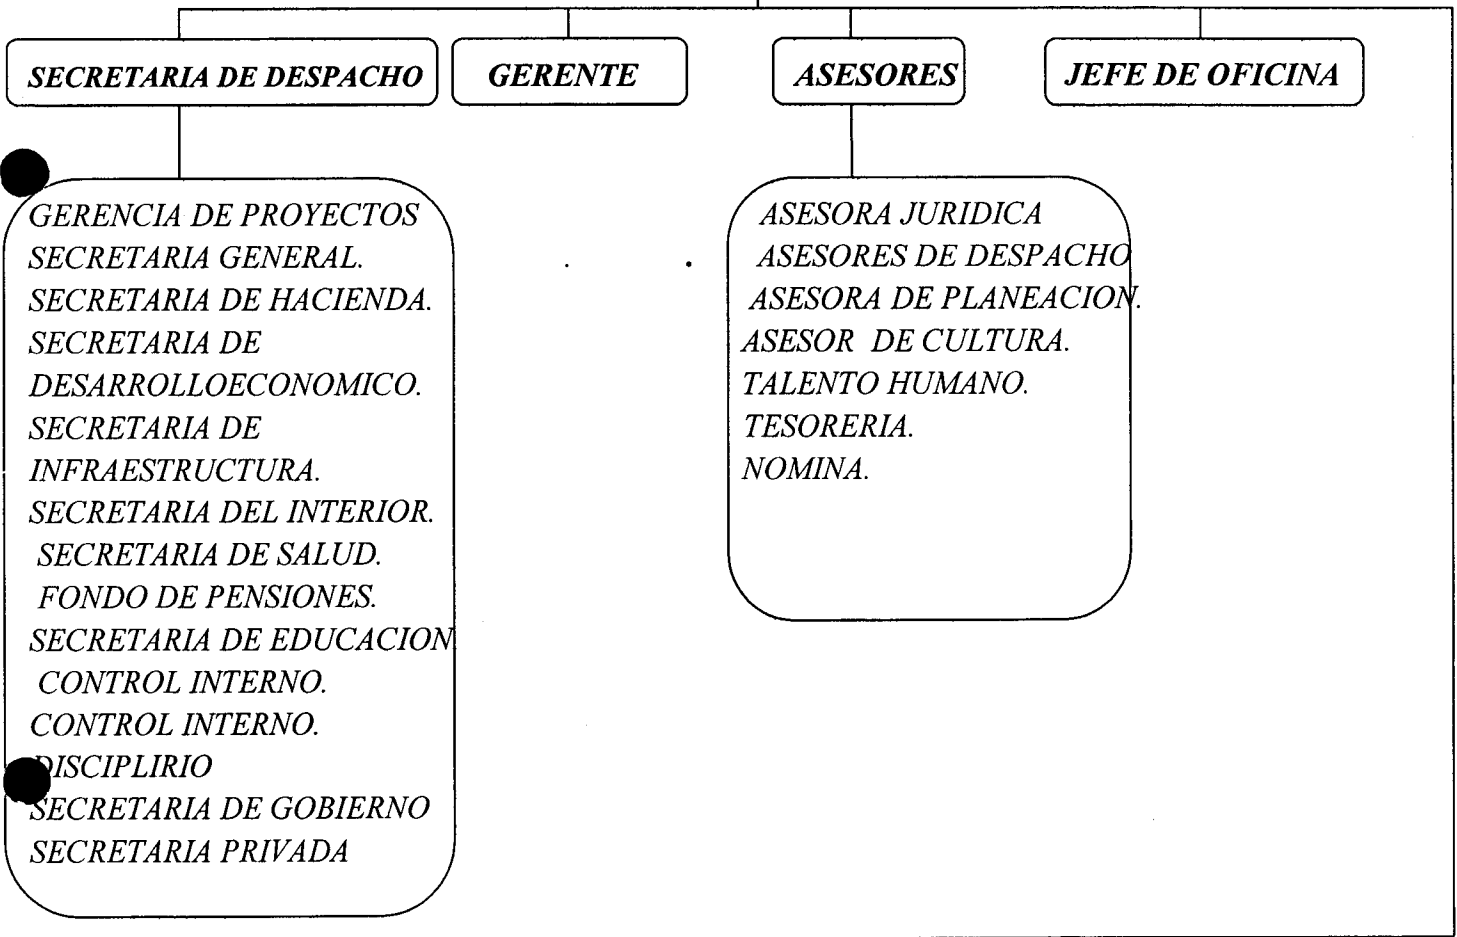 SECRETARIA DE DESPACHO
GERENTE
ASESORES
JEFE DE OFICINA
GERENCIA DE PROYECTOS
SECRETARIA GENERAL.
SECRETARIA DE HACIENDA.
SECRETARIA DE
DESARROLLOECONOMICO.
SECRETARIA DE
INFRAESTRUCTURA.
SECRETARIA DEL INTERIOR.
SECRETARIA DE SALUD.
FONDO DE PENSIONES.
SECRETARIA DE EDUCACION
CONTROL INTERNO.
CONTROL INTERNO.
DISCIPLIRIO
SECRETARIA DE GOBIERNO
SECRETARIA PRIVADA
ASESORA JURIDICA
ASESORES DE DESPACHO
ASESORA DE PLANEACION.
ASESOR DE CULTURA.
TALENTO HUMANO.
TESORERIA.
NOMINA.